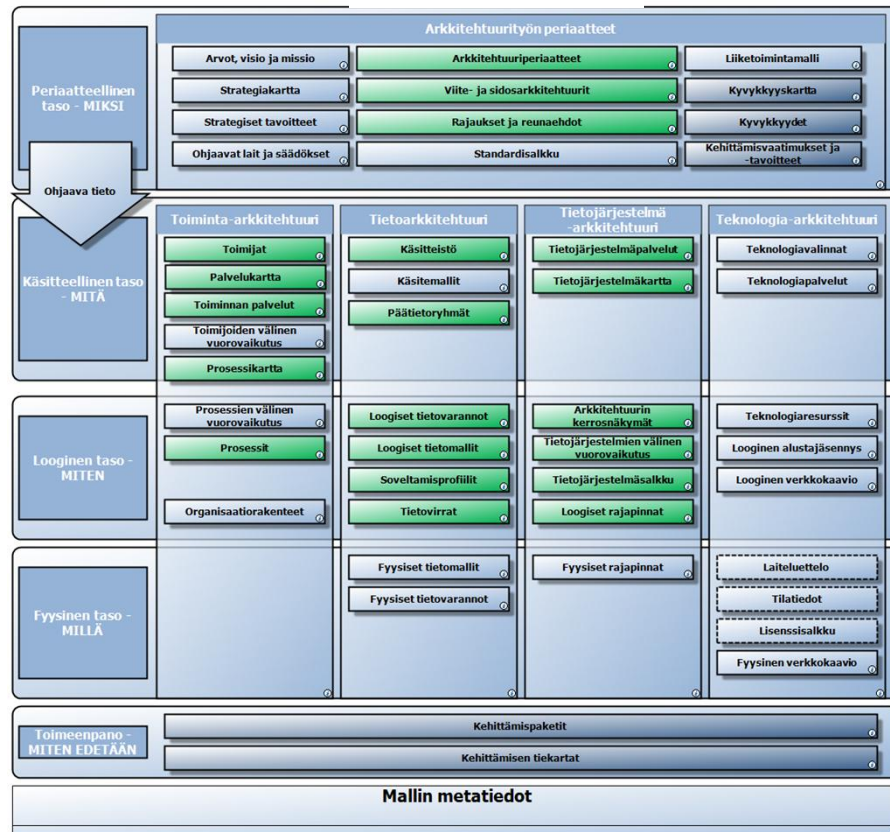 Arkkitehtuurityön periaatteet
Periaatteellinen
taso - MIKSI
Arvot, visio ja missio
Arkkitehtuuriperiaatteet
Liiketoimintamalli
Strategiakartta
Viite- ja sidosarkkitehtuurit
Kyvykkyyskartta
Strategiset tavoitteet
Rajaukset ja reunaehdot
Kyvykkyydet
Ohjaavat lait ja säädökset
Standardisalkku
Kehittämisvaatimukset ja
-tavoitteet
Ohjaava tieto
Käsitteellinen taso
- MITÄ
Toiminta-arkkitehtuuri
Tietoarkkitehtuuri
Tietojärjestelmä
-arkkitehtuuri
Teknologia-arkkitehtuuri
Toimijat
Käsitteistö
Tietojärjestelmäpalvelut
Teknologiavalinnat
Palvelukartta
Käsitemallit
Tietojärjestelmäkartta
Teknologiapalvelut
Toiminnan palvelut
Päätietoryhmät
Toimijoiden välinen
vuorovaikutus
Prosessikartta
Looginen taso -
MITEN
Prosessien välinen
vuorovaikutus
Loogiset tietovarannot
Arkkitehtuurin
kerrosnäkymät
Teknologiaresurssit
Prosessit
Loogiset tietomallit
Tietojärjestelmien välinen
vuorovaikutus
Looginen alustajäsennys
Soveltamisprofiilit
Tietojärjestelmäsalkku
Looginen verkkokaavio
Organisaatiorakenteet
Tietovirrat
Loogiset rajapinnat
Fyysinen taso -
MILLÄ
Fyysiset tietomallit
Fyysiset rajapinnat
Laiteluettelo
Fyysiset tietovarannot
Tilatiedot
Lisenssisalkku
Fyysinen verkkokaavio
Toimeenpano -
MITEN EDETÄÄN
Kehittämispaketit
Kehittämisen tiekartat
Mallin metatiedot